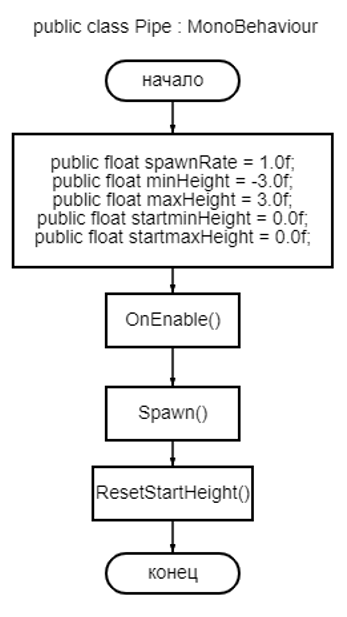 public class Pipe : MonoBehaviour
начало
public float spawnRate = 1.0f;
public float minHeight = -3.0f;
public float maxHeight = 3.0f;
public float startminHeight = 0.0f;
public float startmaxHeight = 0.0f;
OnEnable()
Spawn()
ResetStartHeight()
конец